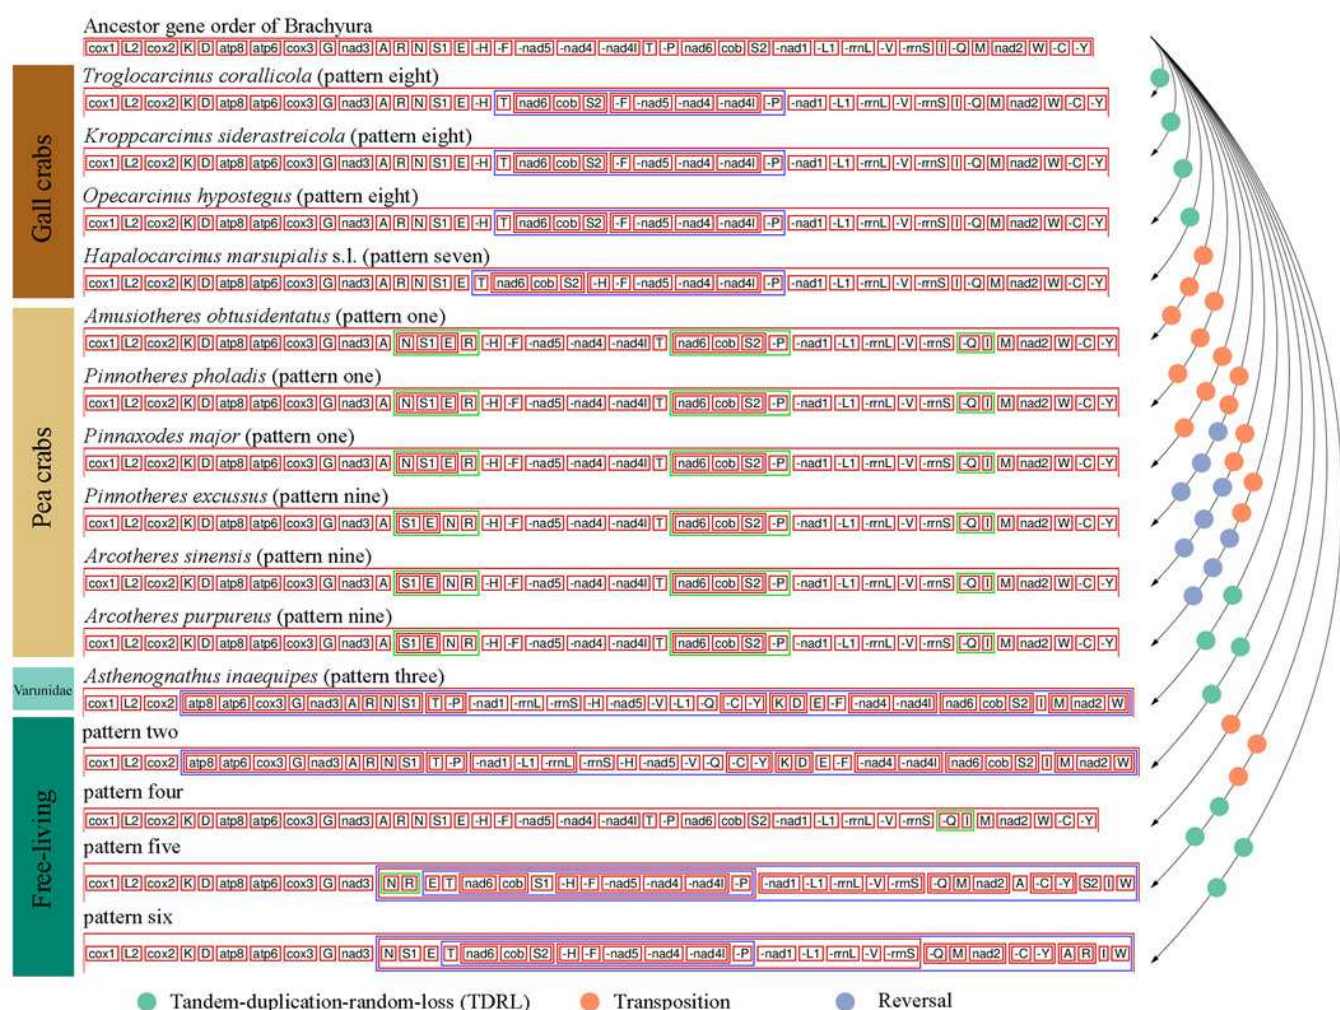 Ancestor gene order of Brachyura
cox1 L2 cox2 K D atp8 atp6 cox3 G nad3 A R N S1 E -H -F -nad5 -nad4 -nad4l T -P nad6 cob S2 -nad1 -L1 -rrnL -V -rrnS I -Q M nad2 W -C -Y
Gall crabs
Troglocarcinus corallicola (pattern eight)
cox1 L2 cox2 K D atp8 atp6 cox3 G nad3 A R N S1 E -H T nad6 cob S2 -F -nad5 -nad4 -nad4l -P -nad1 -L1 -rrnL -V -rrnS I -Q M nad2 W -C -Y
Kroppcarcinus siderastreicola (pattern eight)
cox1 L2 cox2 K D atp8 atp6 cox3 G nad3 A R N S1 E -H T nad6 cob S2 -F -nad5 -nad4 -nad4l -P -nad1 -L1 -rrnL -V -rrnS I -Q M nad2 W -C -Y
Opecarcinus hypostegus (pattern eight)
cox1 L2 cox2 K D atp8 atp6 cox3 G nad3 A R N S1 E -H T nad6 cob S2 -F -nad5 -nad4 -nad4l -P -nad1 -L1 -rrnL -V -rrnS I -Q M nad2 W -C -Y
Hapalocarcinus marsupialis s.l. (pattern seven)
cox1 L2 cox2 K D atp8 atp6 cox3 G nad3 A R N S1 E T nad6 cob S2 -H -F -nad5 -nad4 -nad4l -P -nad1 -L1 -rrnL -V -rrnS I -Q M nad2 W -C -Y
Pea crabs
Amusiotheres obtusidentatus (pattern one)
cox1 L2 cox2 K D atp8 atp6 cox3 G nad3 A N S1 E R -H -F -nad5 -nad4 -nad4l T nad6 cob S2 -P -nad1 -L1 -rrnL -V -rrnS -Q I M nad2 W -C -Y
Pinnotheres pholadis (pattern one)
cox1 L2 cox2 K D atp8 atp6 cox3 G nad3 A N S1 E R -H -F -nad5 -nad4 -nad4l T nad6 cob S2 -P -nad1 -L1 -rrnL -V -rrnS -Q I M nad2 W -C -Y
Pinnaxodes major (pattern one)
cox1 L2 cox2 K D atp8 atp6 cox3 G nad3 A N S1 E R -H -F -nad5 -nad4 -nad4l T nad6 cob S2 -P -nad1 -L1 -rrnL -V -rrnS -Q I M nad2 W -C -Y
Pinnotheres excussus (pattern nine)
cox1 L2 cox2 K D atp8 atp6 cox3 G nad3 A S1 E N R -H -F -nad5 -nad4 -nad4l T nad6 cob S2 -P -nad1 -L1 -rrnL -V -rrnS -Q I M nad2 W -C -Y
Arcotheres sinensis (pattern nine)
cox1 L2 cox2 K D atp8 atp6 cox3 G nad3 A S1 E N R -H -F -nad5 -nad4 -nad4l T nad6 cob S2 -P -nad1 -L1 -rrnL -V -rrnS -Q I M nad2 W -C -Y
Arcotheres purpureus (pattern nine)
cox1 L2 cox2 K D atp8 atp6 cox3 G nad3 A S1 E N R -H -F -nad5 -nad4 -nad4l T nad6 cob S2 -P -nad1 -L1 -rrnL -V -rrnS -Q I M nad2 W -C -Y
Varunidae
Asthenognathus inaequipes (pattern three)
cox1 L2 cox2 atp8 atp6 cox3 G nad3 A R N S1 T -P -nad1 -rrnL -rrnS -H -nad5 -V -L1 -Q -C -Y K D E -F -nad4 -nad4l nad6 cob S2 I M nad2 W
Free-living
pattern two
cox1 L2 cox2 atp8 atp6 cox3 G nad3 A R N S1 T -P -nad1 -L1 -rrnL -rrnS -H -nad5 -V -Q -C -Y K D E -F -nad4 -nad4l nad6 cob S2 I M nad2 W
pattern four
cox1 L2 cox2 K D atp8 atp6 cox3 G nad3 A R N S1 E -H -F -nad5 -nad4 -nad4l T -P nad6 cob S2 -nad1 -L1 -rrnL -V -rrnS -Q I M nad2 W -C -Y
pattern five
cox1 L2 cox2 K D atp8 atp6 cox3 G nad3 N R E T nad6 cob S1 -H -F -nad5 -nad4 -nad4l -P -nad1 -L1 -rrnL -V -rrnS -Q M nad2 A -C -Y S2 I W
pattern six
cox1 L2 cox2 K D atp8 atp6 cox3 G nad3 N S1 E T nad6 cob S2 -H -F -nad5 -nad4 -nad4l -P -nad1 -L1 -rrnL -V -rrnS -Q M nad2 -C -Y A R I W
Tandem-duplication-random-loss (TDRL) Transposition Reversal